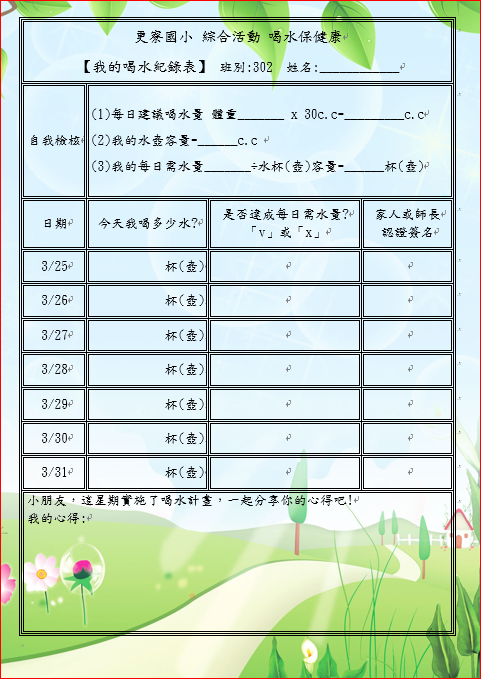 更寮國小 綜合活動 喝水保健康
【我的喝水紀錄表】 班別:302 姓名:____________
自我檢核
(1)每日建議喝水量 體重_______ x 30c.c=_________c.c
(2)我的水壺容量=______c.c
(3)我的每日需水量_______÷水杯(壺)容量=______杯(壺)
日期 今天我喝多少水? 是否達成每日需水量? 家人或師長
「v」或「x」 認證簽名
3/25 杯(壺)
3/26 杯(壺)
3/27 杯(壺)
3/28 杯(壺)
3/29 杯(壺)
3/30 杯(壺)
3/31 杯(壺)
小朋友，這星期實施了喝水計畫，一起分享你的心得吧!
我的心得: